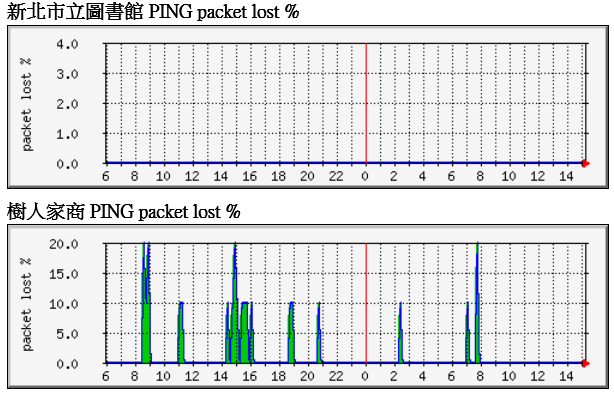 新北市立圖書館 PING packet lost %
packet lost %
4.0
3.0
2.0
1.0
0.0
6 8 10 12 14 16 18 20 22 0 2 4 6 8 10 12 14
樹人家商 PING packet lost %
packet lost %
20.0
15.0
10.0
5.0
0.0
6 8 10 12 14 16 18 20 22 0 2 4 6 8 10 12 14